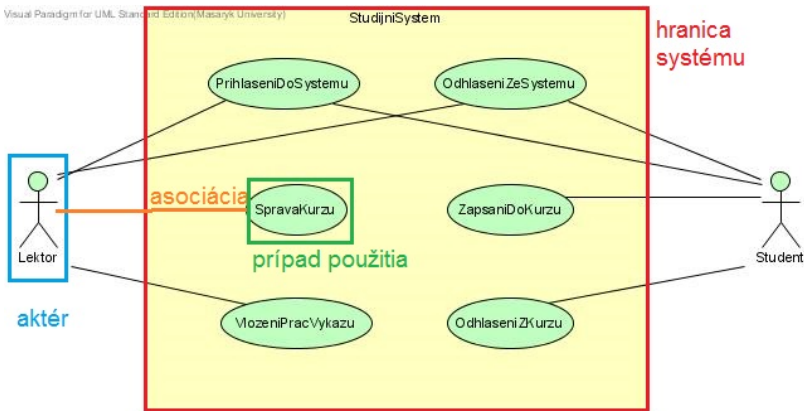 Visual Paradigm for UML Standard Edition(Masaryk University)
StudijniSystem
hranica
systému
PrihlaseniDoSystemu
OdhlaseniZeSystemu
asociácia
SpravaKurzu
ZapsaniDoKurzu
Lektor
prípad použitia
Student
aktér
VlozeniPracVykazu
OdhlaseniZKurzu